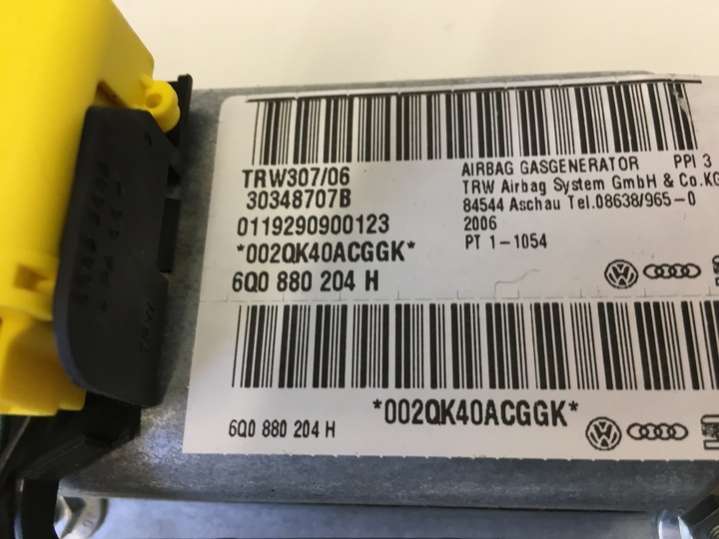 TRW307/06
30348707B
0119290900123
*002QK40ACGGK*
6Q0 880 204 H
AIRBAG GASGENERATOR PPI 3
TRW Airbag System GmbH & Co.KG
84544 Aschau Tel.08638/965-0
2006
PT 1-1054
*002QK40ACGGK*
6Q0 880 204 H